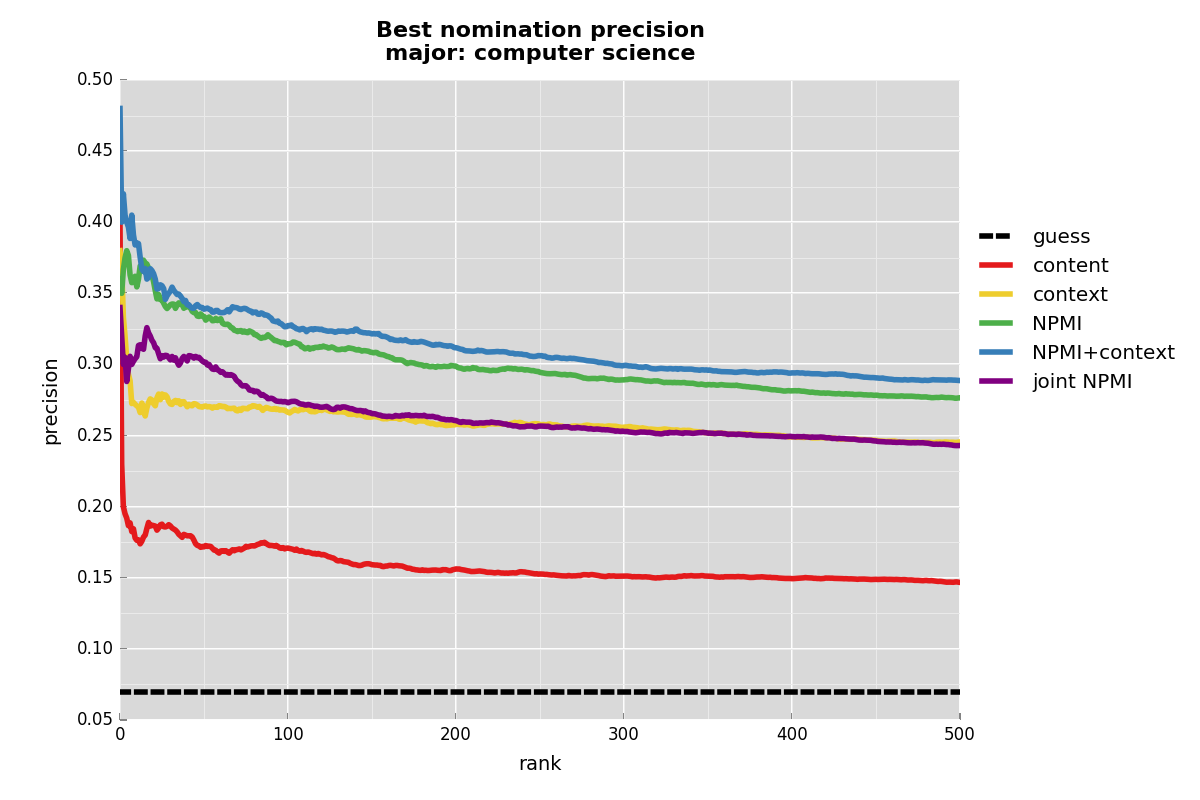 Best nomination precision
major: computer science
0.50
0.45
0.40
0.35
0.30
0.25
0.20
0.15
0.10
0.05
precision
0
100
200
300
400
500
rank
guess
content
context
NPMI
NPMI+context
joint NPMI